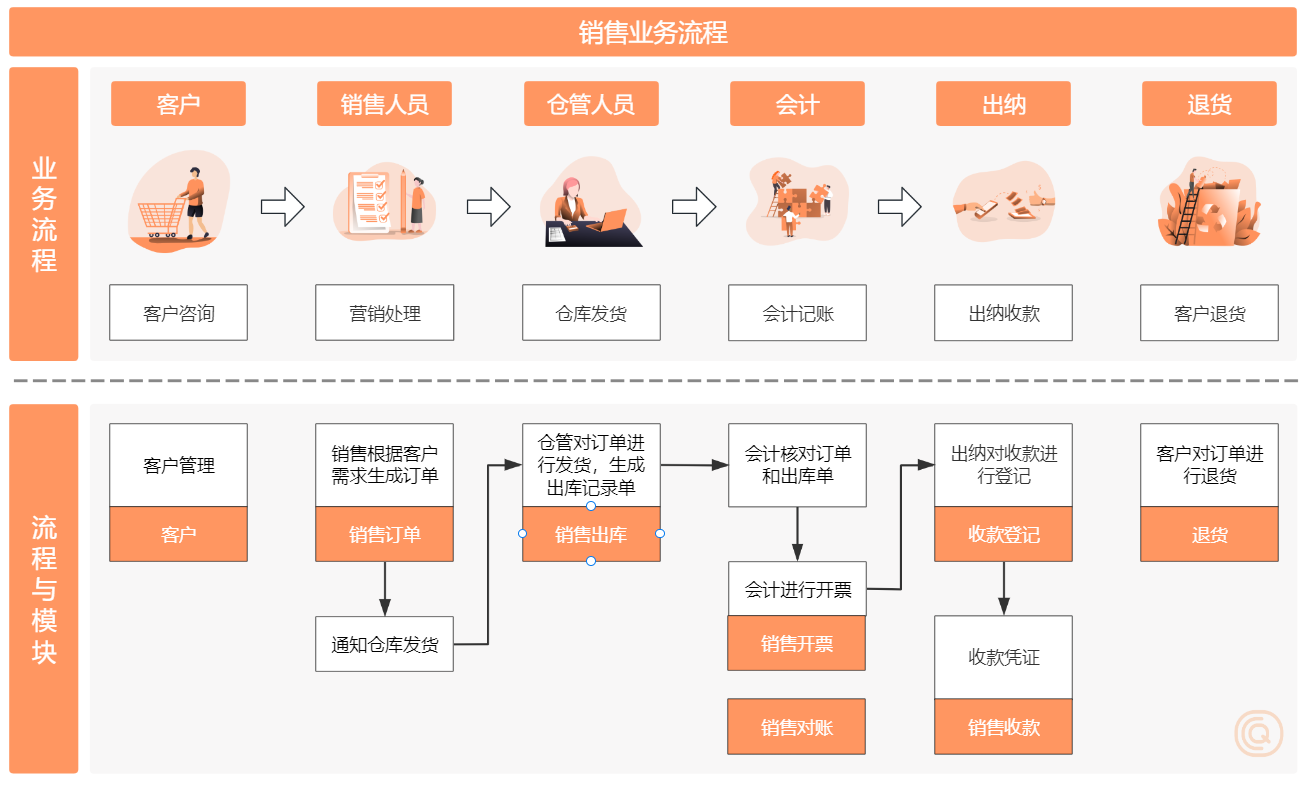 销售业务流程
业务流程
客户
销售人员
仓管人员
会计
出纳
退货
客户咨询
营销处理
仓库发货
会计记账
出纳收款
客户退货
流程与模块
客户管理
客户
销售根据客户
需求生成订单
销售订单
通知仓库发货
仓管对订单进
行发货，生成
出库记录单
销售出库
会计核对订单
和出库单
会计进行开票
销售开票
销售对账
出纳对收款进
行登记
收款登记
收款凭证
销售收款
客户对订单进
行退货
退货